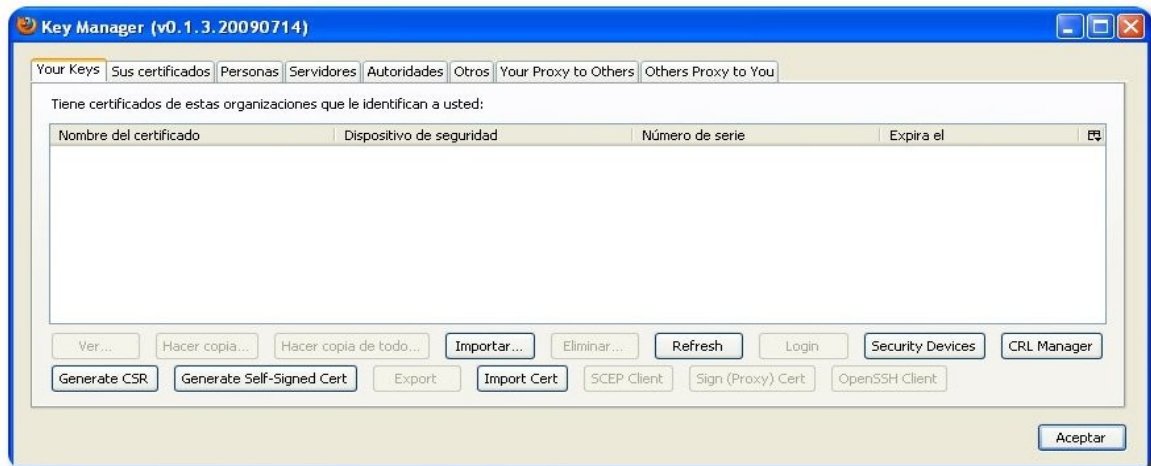 Key Manager (v0.1.3.20090714)
Your Keys Sus certificados Personas Servidores Autoridades Otros Your Proxy to Others Others Proxy to You
Tiene certificados de estas organizaciones que le identifican a usted:
Nombre del certificado Dispositivo de seguridad Número de serie Expira el
Ver... Hacer copia... Hacer copia de todo... Importar... Eliminar... Refresh Login Security Devices CRL Manager
Generate CSR Generate Self-Signed Cert Export Import Cert SCEP Client Sign (Proxy) Cert OpenSSH Client
Aceptar